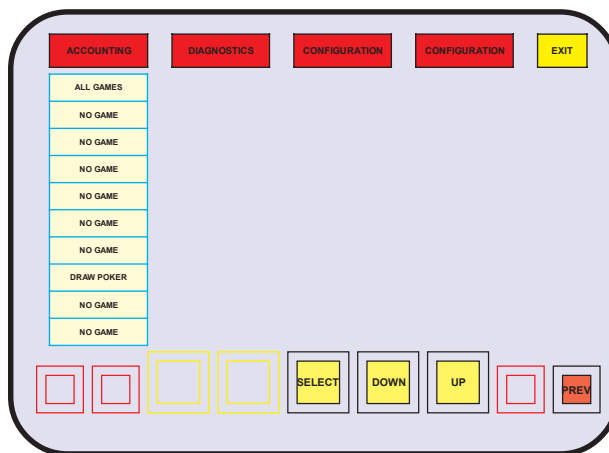 ACCOUNTING
DIAGNOSTICS
CONFIGURATION
CONFIGURATION
EXIT
ALL GAMES
NO GAME
NO GAME
NO GAME
NO GAME
NO GAME
NO GAME
DRAW POKER
NO GAME
NO GAME
SELECT
DOWN
UP
PREV